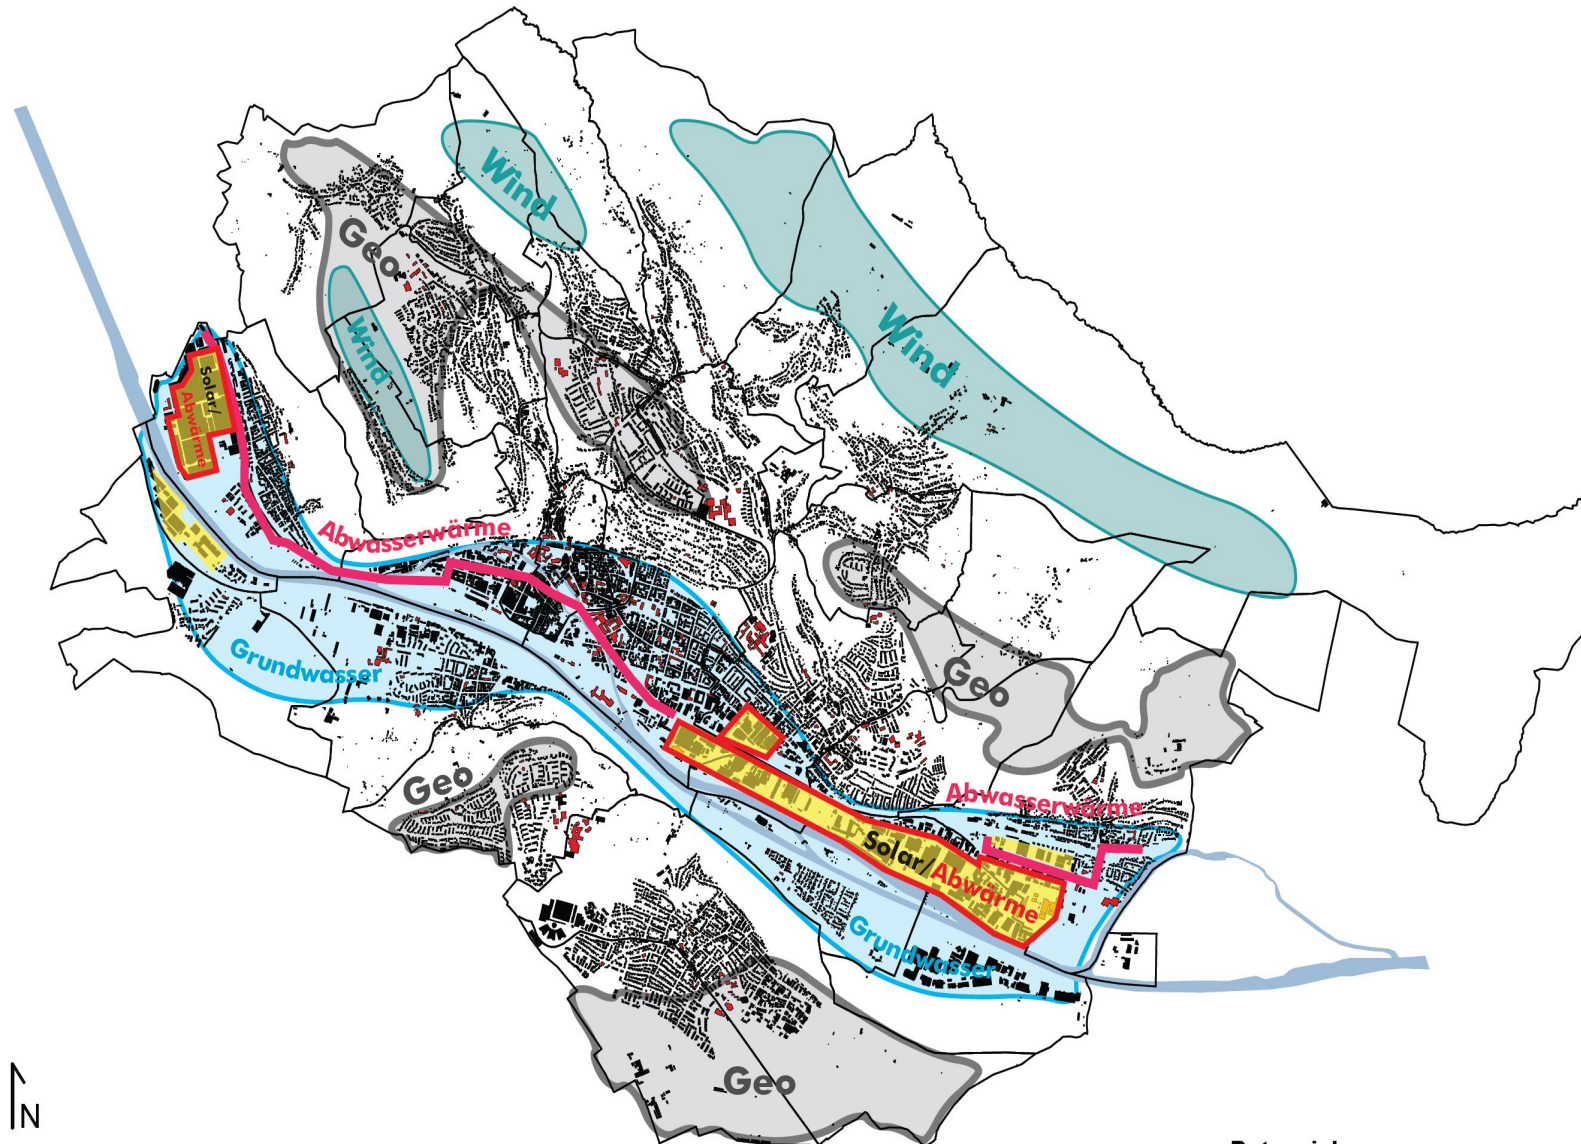 Wind
Geo
Wind
Wind
Solar/
Abwärme
Abwasserwärme
Grundwasser
Geo
Geo
Abwasserwärme
Solar/Abwärme
Grundwasser
Geo
N